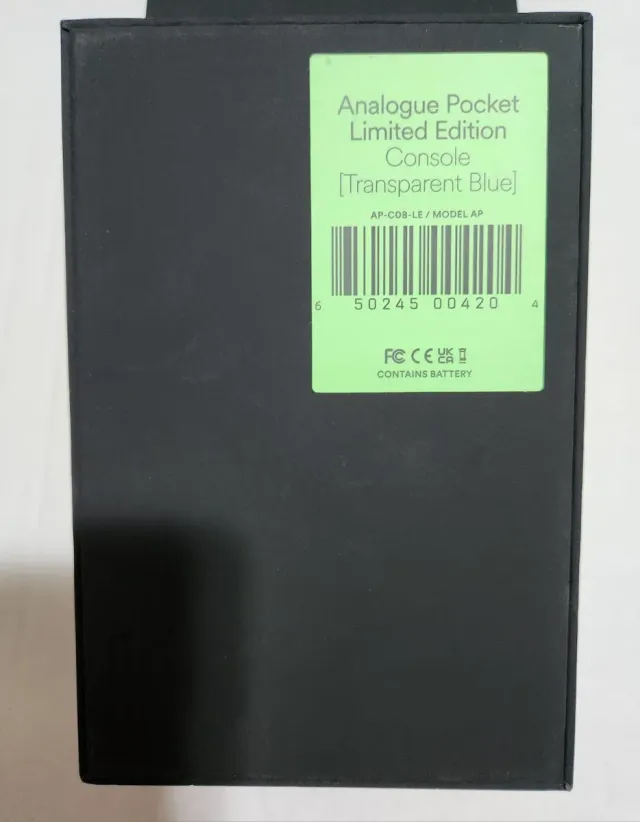 Analogue Pocket
Limited Edition
Console
[Transparent Blue]
AP-C08-LE / MODEL AP
6 50245 00420 4
FC CE UK CA
CONTAINS BATTERY